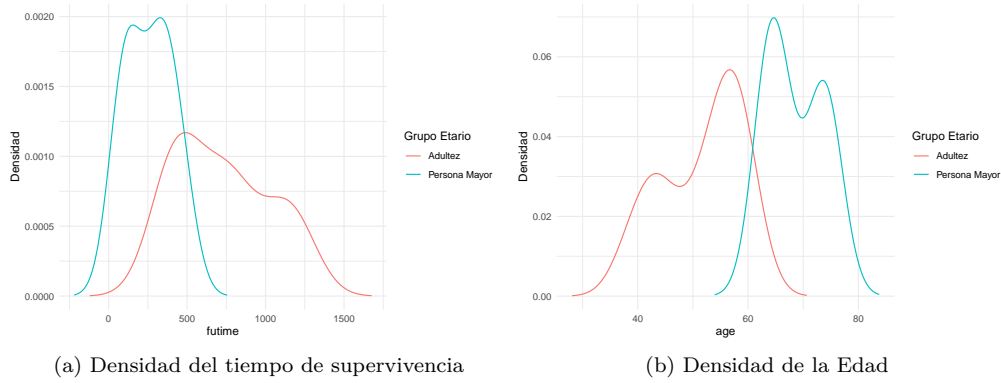 0.0020
0.0015
0.0010
0.0005
0.0000
Densidad
0 500 1000 1500
futime
Grupo Etario
Adultez
Persona Mayor
(a) Densidad del tiempo de supervivencia
0.06
0.04
0.02
0.00
Densidad
40 60 80
age
Grupo Etario
Adultez
Persona Mayor
(b) Densidad de la Edad